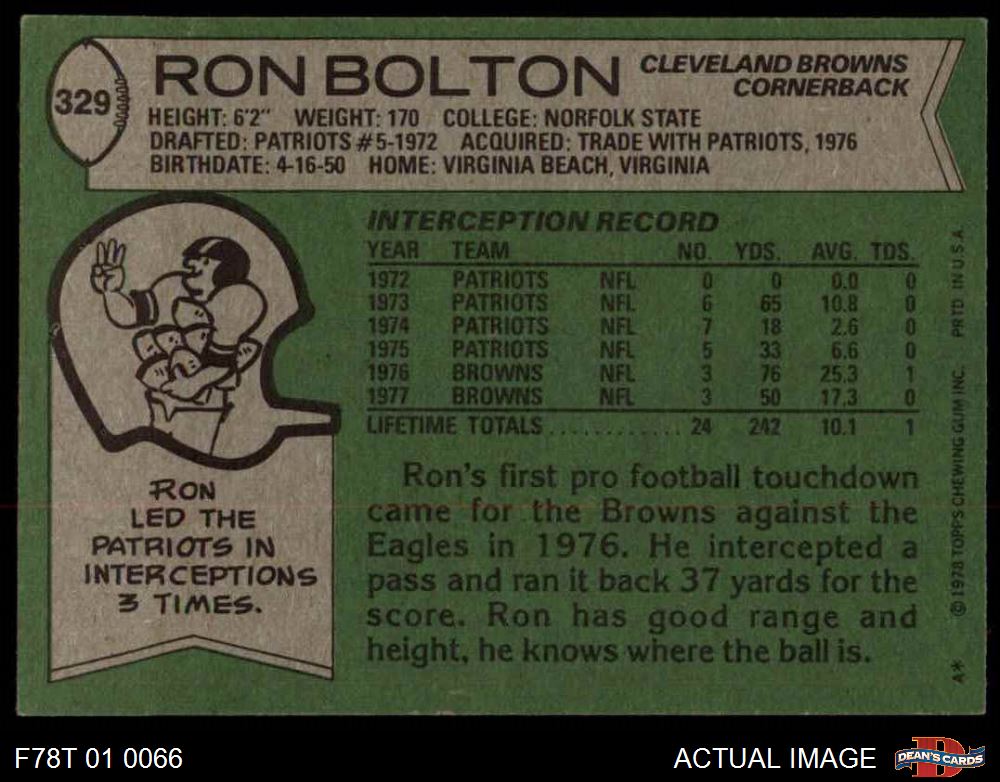 329
RON BOLTON
CLEVELAND BROWNS
CORNERBACK
HEIGHT: 6'2" WEIGHT: 170 COLLEGE: NORFOLK STATE
DRAFTED: PATRIOTS #5-1972 ACQUIRED: TRADE WITH PATRIOTS, 1976
BIRTHDATE: 4-16-50 HOME: VIRGINIA BEACH, VIRGINIA
INTERCEPTION RECORD
YEAR TEAM NO. YDS. AVG. TDS.
1972 PATRIOTS NFL 0 0 0.0 0
1973 PATRIOTS NFL 6 65 10.8 0
1974 PATRIOTS NFL 7 18 2.6 0
1975 PATRIOTS NFL 5 33 6.6 0
1976 BROWNS NFL 3 76 25.3 1
1977 BROWNS NFL 3 50 17.3 0
LIFETIME TOTALS............ 24 242 10.1 1
RON
LED THE
PATRIOTS IN
INTERCEPTIONS
3 TIMES.
Ron's first pro football touchdown
came for the Browns against the
Eagles in 1976. He intercepted a
pass and ran it back 37 yards for the
score. Ron has good range and
height, he knows where the ball is.
A* © 1978 TOPPS CHEWING GUM INC. PRTD IN U.S.A.
F78T 01 0066
ACTUAL IMAGE
D
DEAN'S CARDS